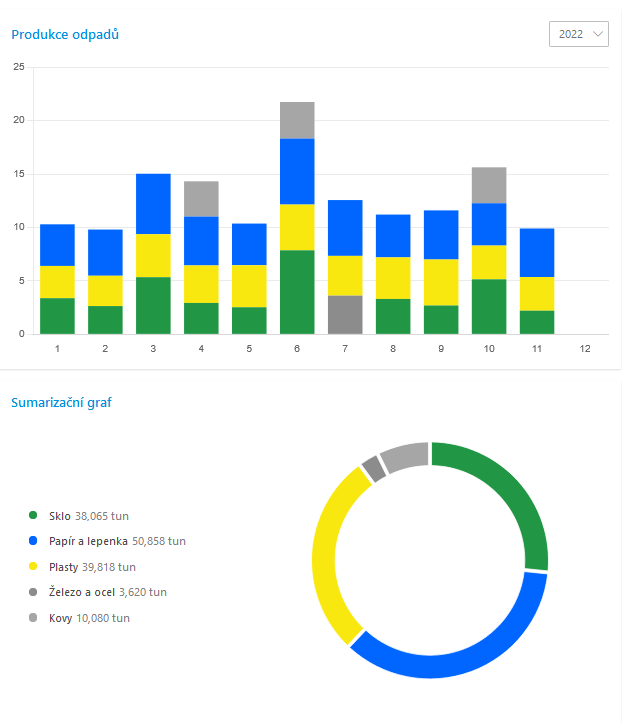 Produkce odpadů
2022
25
20
15
10
5
0
1 2 3 4 5 6 7 8 9 10 11 12
Sumarizační graf
Sklo 38,065 tun
Papír a lepenka 50,858 tun
Plasty 39,818 tun
Železo a ocel 3,620 tun
Kovy 10,080 tun